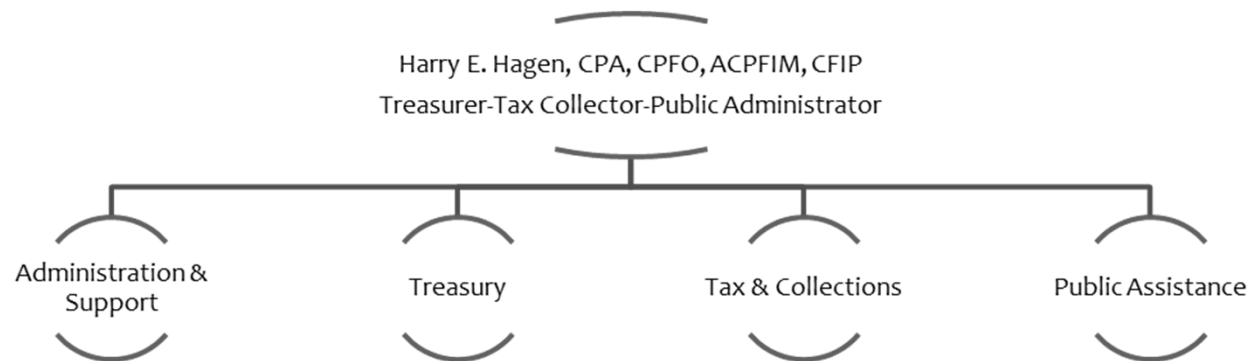 Harry E. Hagen, CPA, CPFO, ACPFIM, CFIP
Treasurer-Tax Collector-Public Administrator
Administration &
Support
Treasury
Tax & Collections
Public Assistance